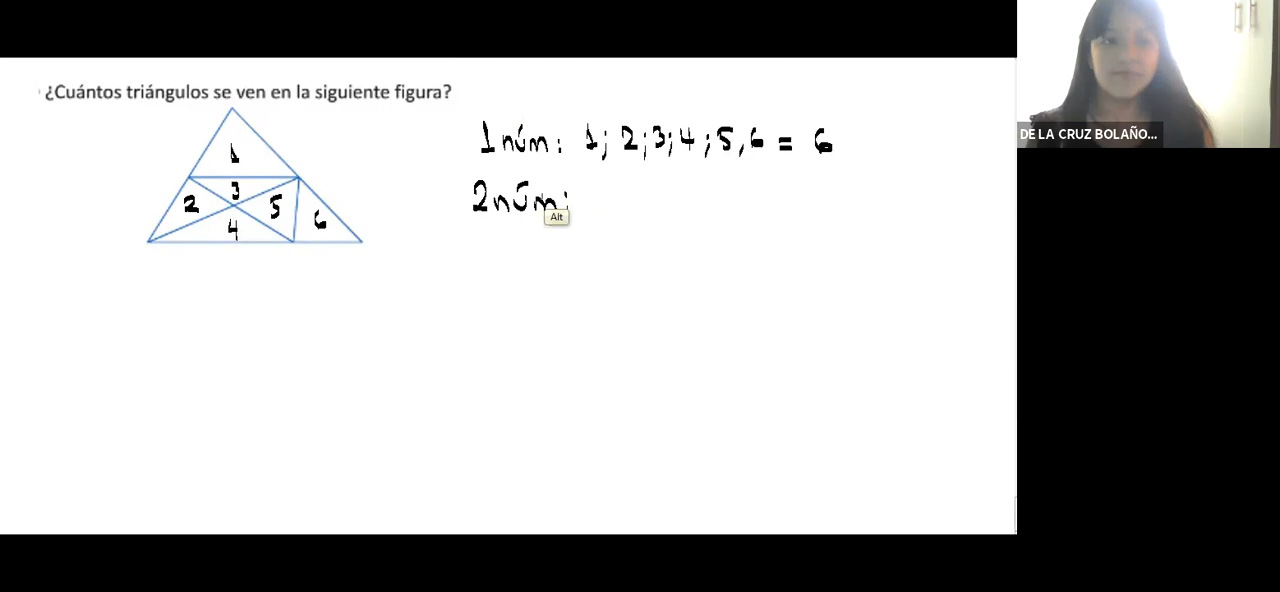 ¿Cuántos triángulos se ven en la siguiente figura?
1 núm: 1; 2; 3; 4; 5, 6 = 6
2 núm:
Alt
1
3
2
5
4
6
DE LA CRUZ BOLAÑO...